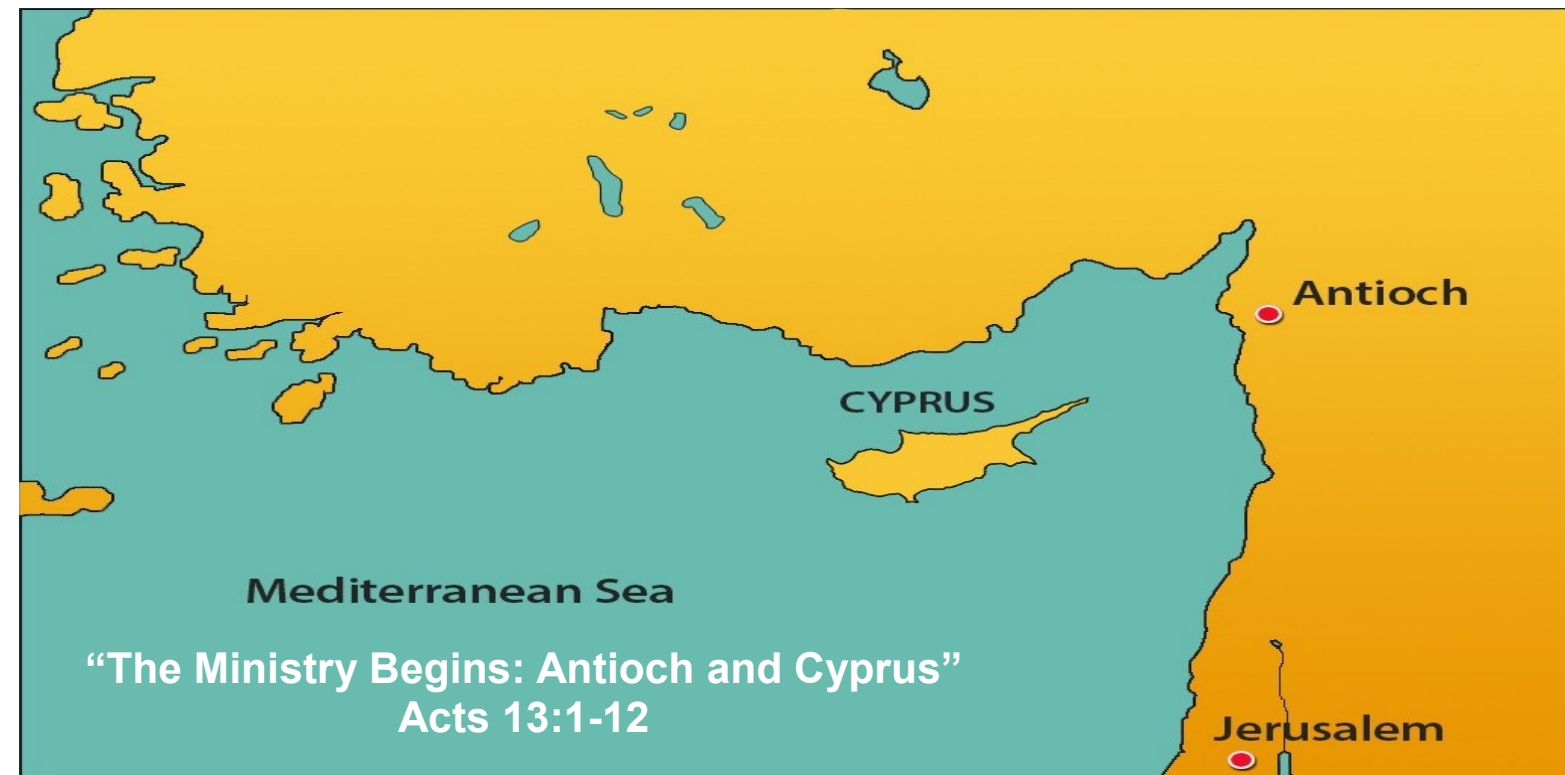 Antioch
CYPRUS
Mediterranean Sea
“The Ministry Begins: Antioch and Cyprus”
Acts 13:1-12
Jerusalem